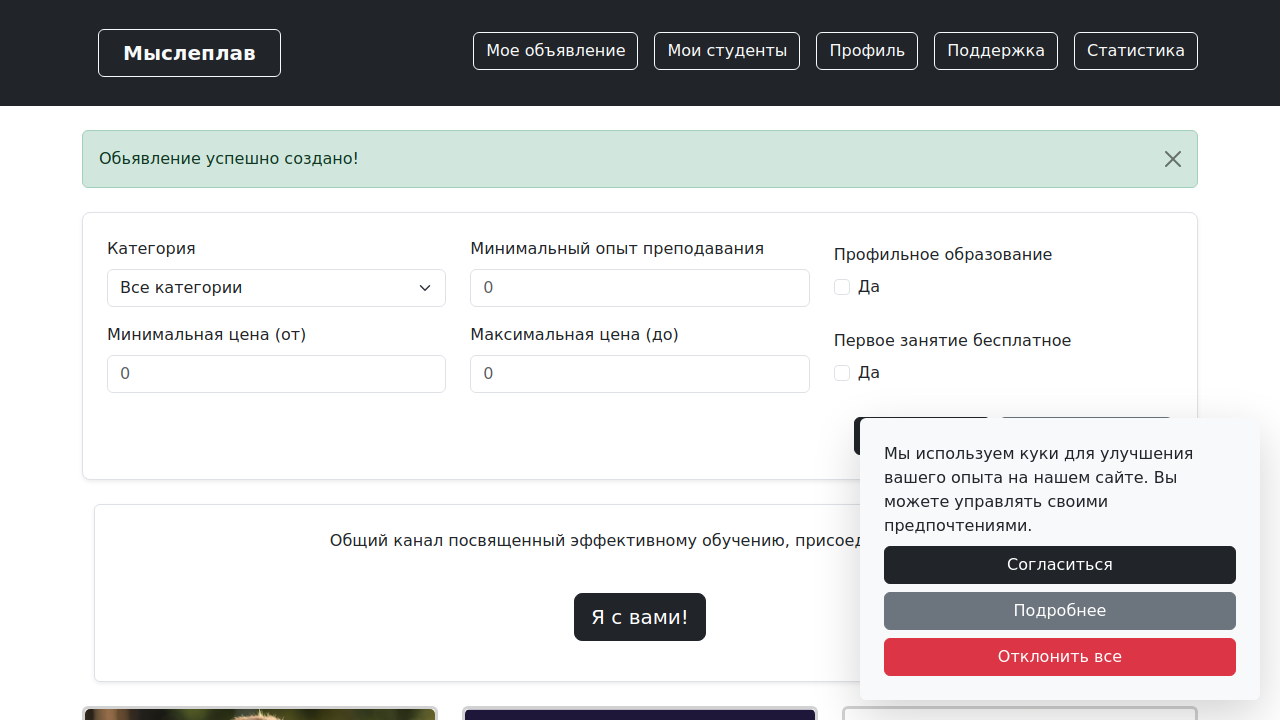 Мыслеплав
Мое объявление
Мои студенты
Профиль
Поддержка
Статистика
Обьявление успешно создано!
Категория
Минимальный опыт преподавания
Профильное образование
Все категории
0
Да
Минимальная цена (от)
Максимальная цена (до)
Первое занятие бесплатное
0
0
Да
Мы используем куки для улучшения
вашего опыта на нашем сайте. Вы
можете управлять своими
предпочтениями.
Общий канал посвященный эффективному обучению,
Согласиться
Я с вами!
Подробнее
Отклонить все